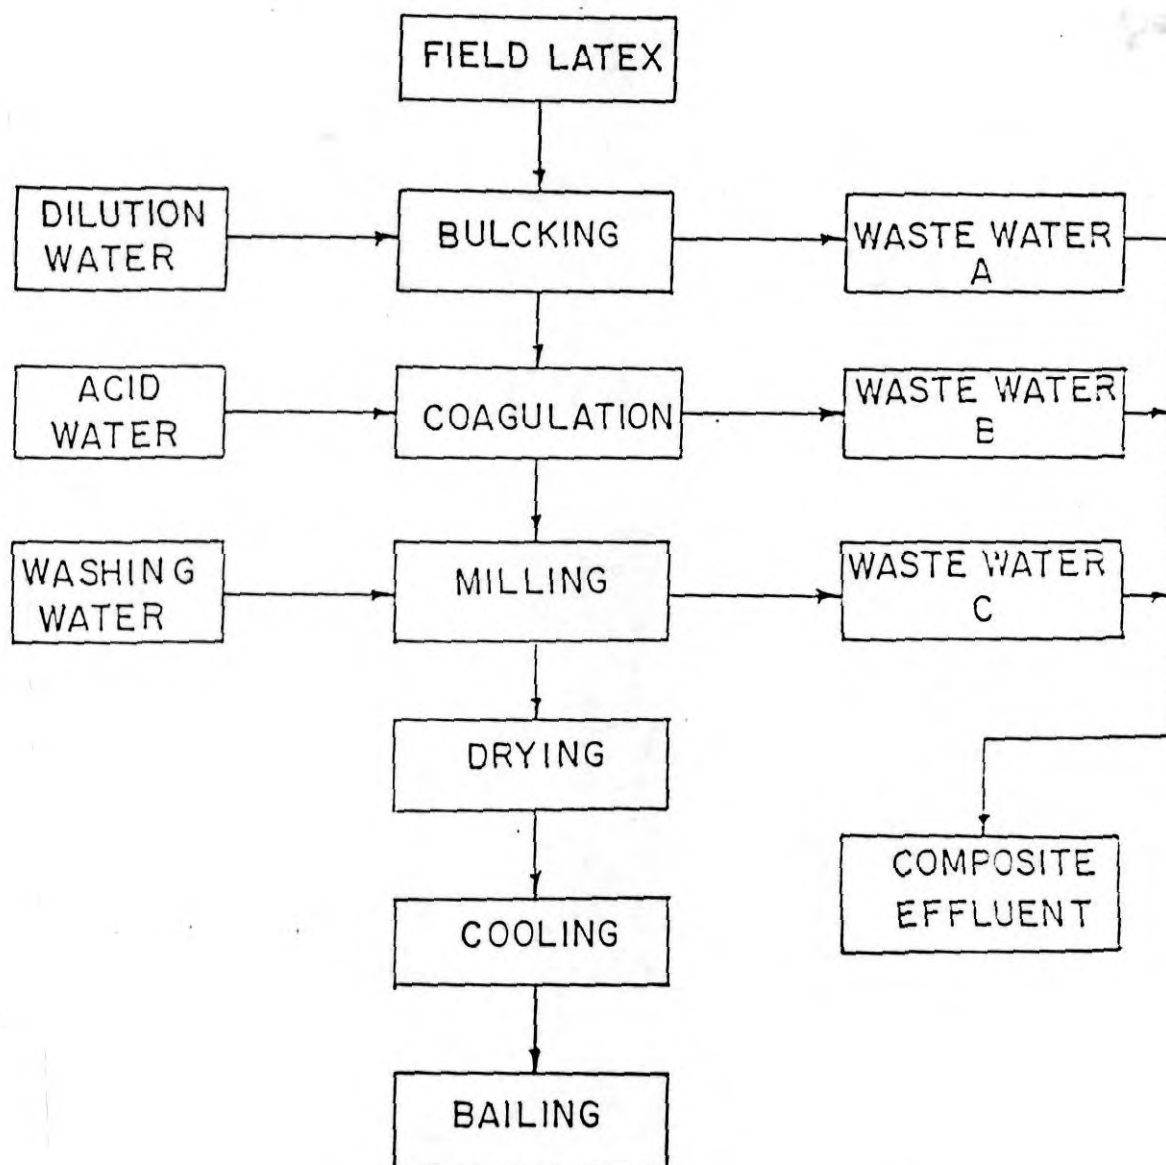 FIELD LATEX
DILUTION
WATER
BULCKING
WASTE WATER
A
ACID
WATER
COAGULATION
WASTE WATER
B
WASHING
WATER
MILLING
WASTE WATER
C
DRYING
COMPOSITE
EFFLUENT
COOLING
BAILING